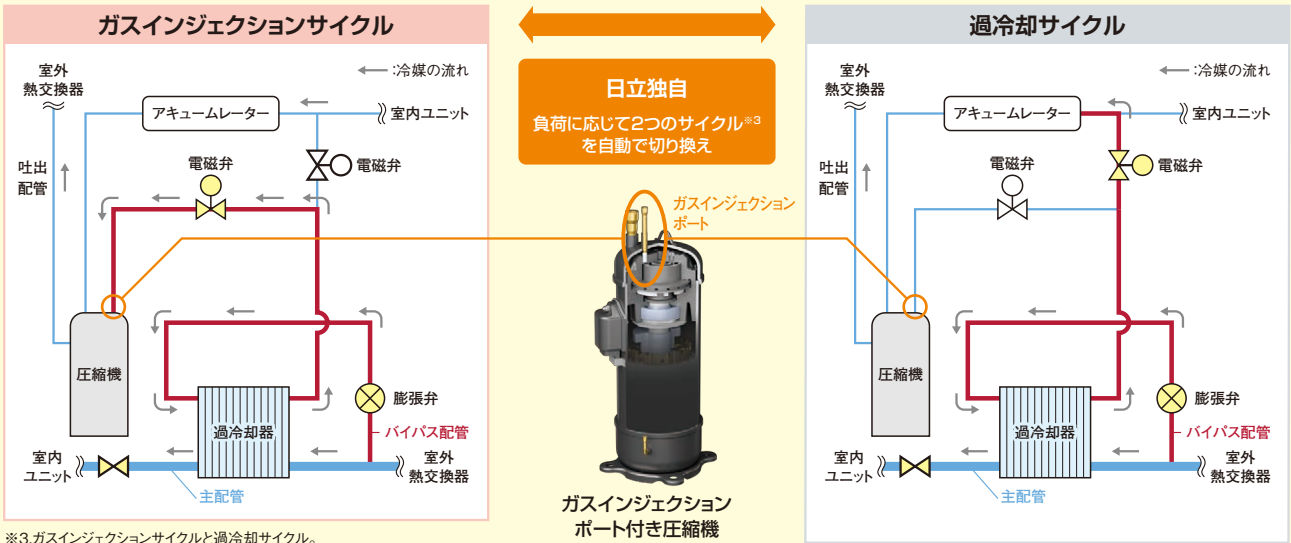 ガスインジェクションサイクル
室外
熱交換器
←:冷媒の流れ
アキュームレーター
室内ユニット
吐出
配管
電磁弁
電磁弁
圧縮機
膨張弁
過冷却器
バイパス配管
室内
ユニット
室外
熱交換器
主配管
日立独自
負荷に応じて2つのサイクル※3
を自動で切り換え
ガスインジェクション
ポート
ガスインジェクション
ポート付き圧縮機
過冷却サイクル
室外
熱交換器
←:冷媒の流れ
アキュームレーター
室内ユニット
吐出
配管
電磁弁
電磁弁
圧縮機
膨張弁
過冷却器
バイパス配管
室内
ユニット
室外
熱交換器
主配管
※3.ガスインジェクションサイクルと過冷却サイクル。